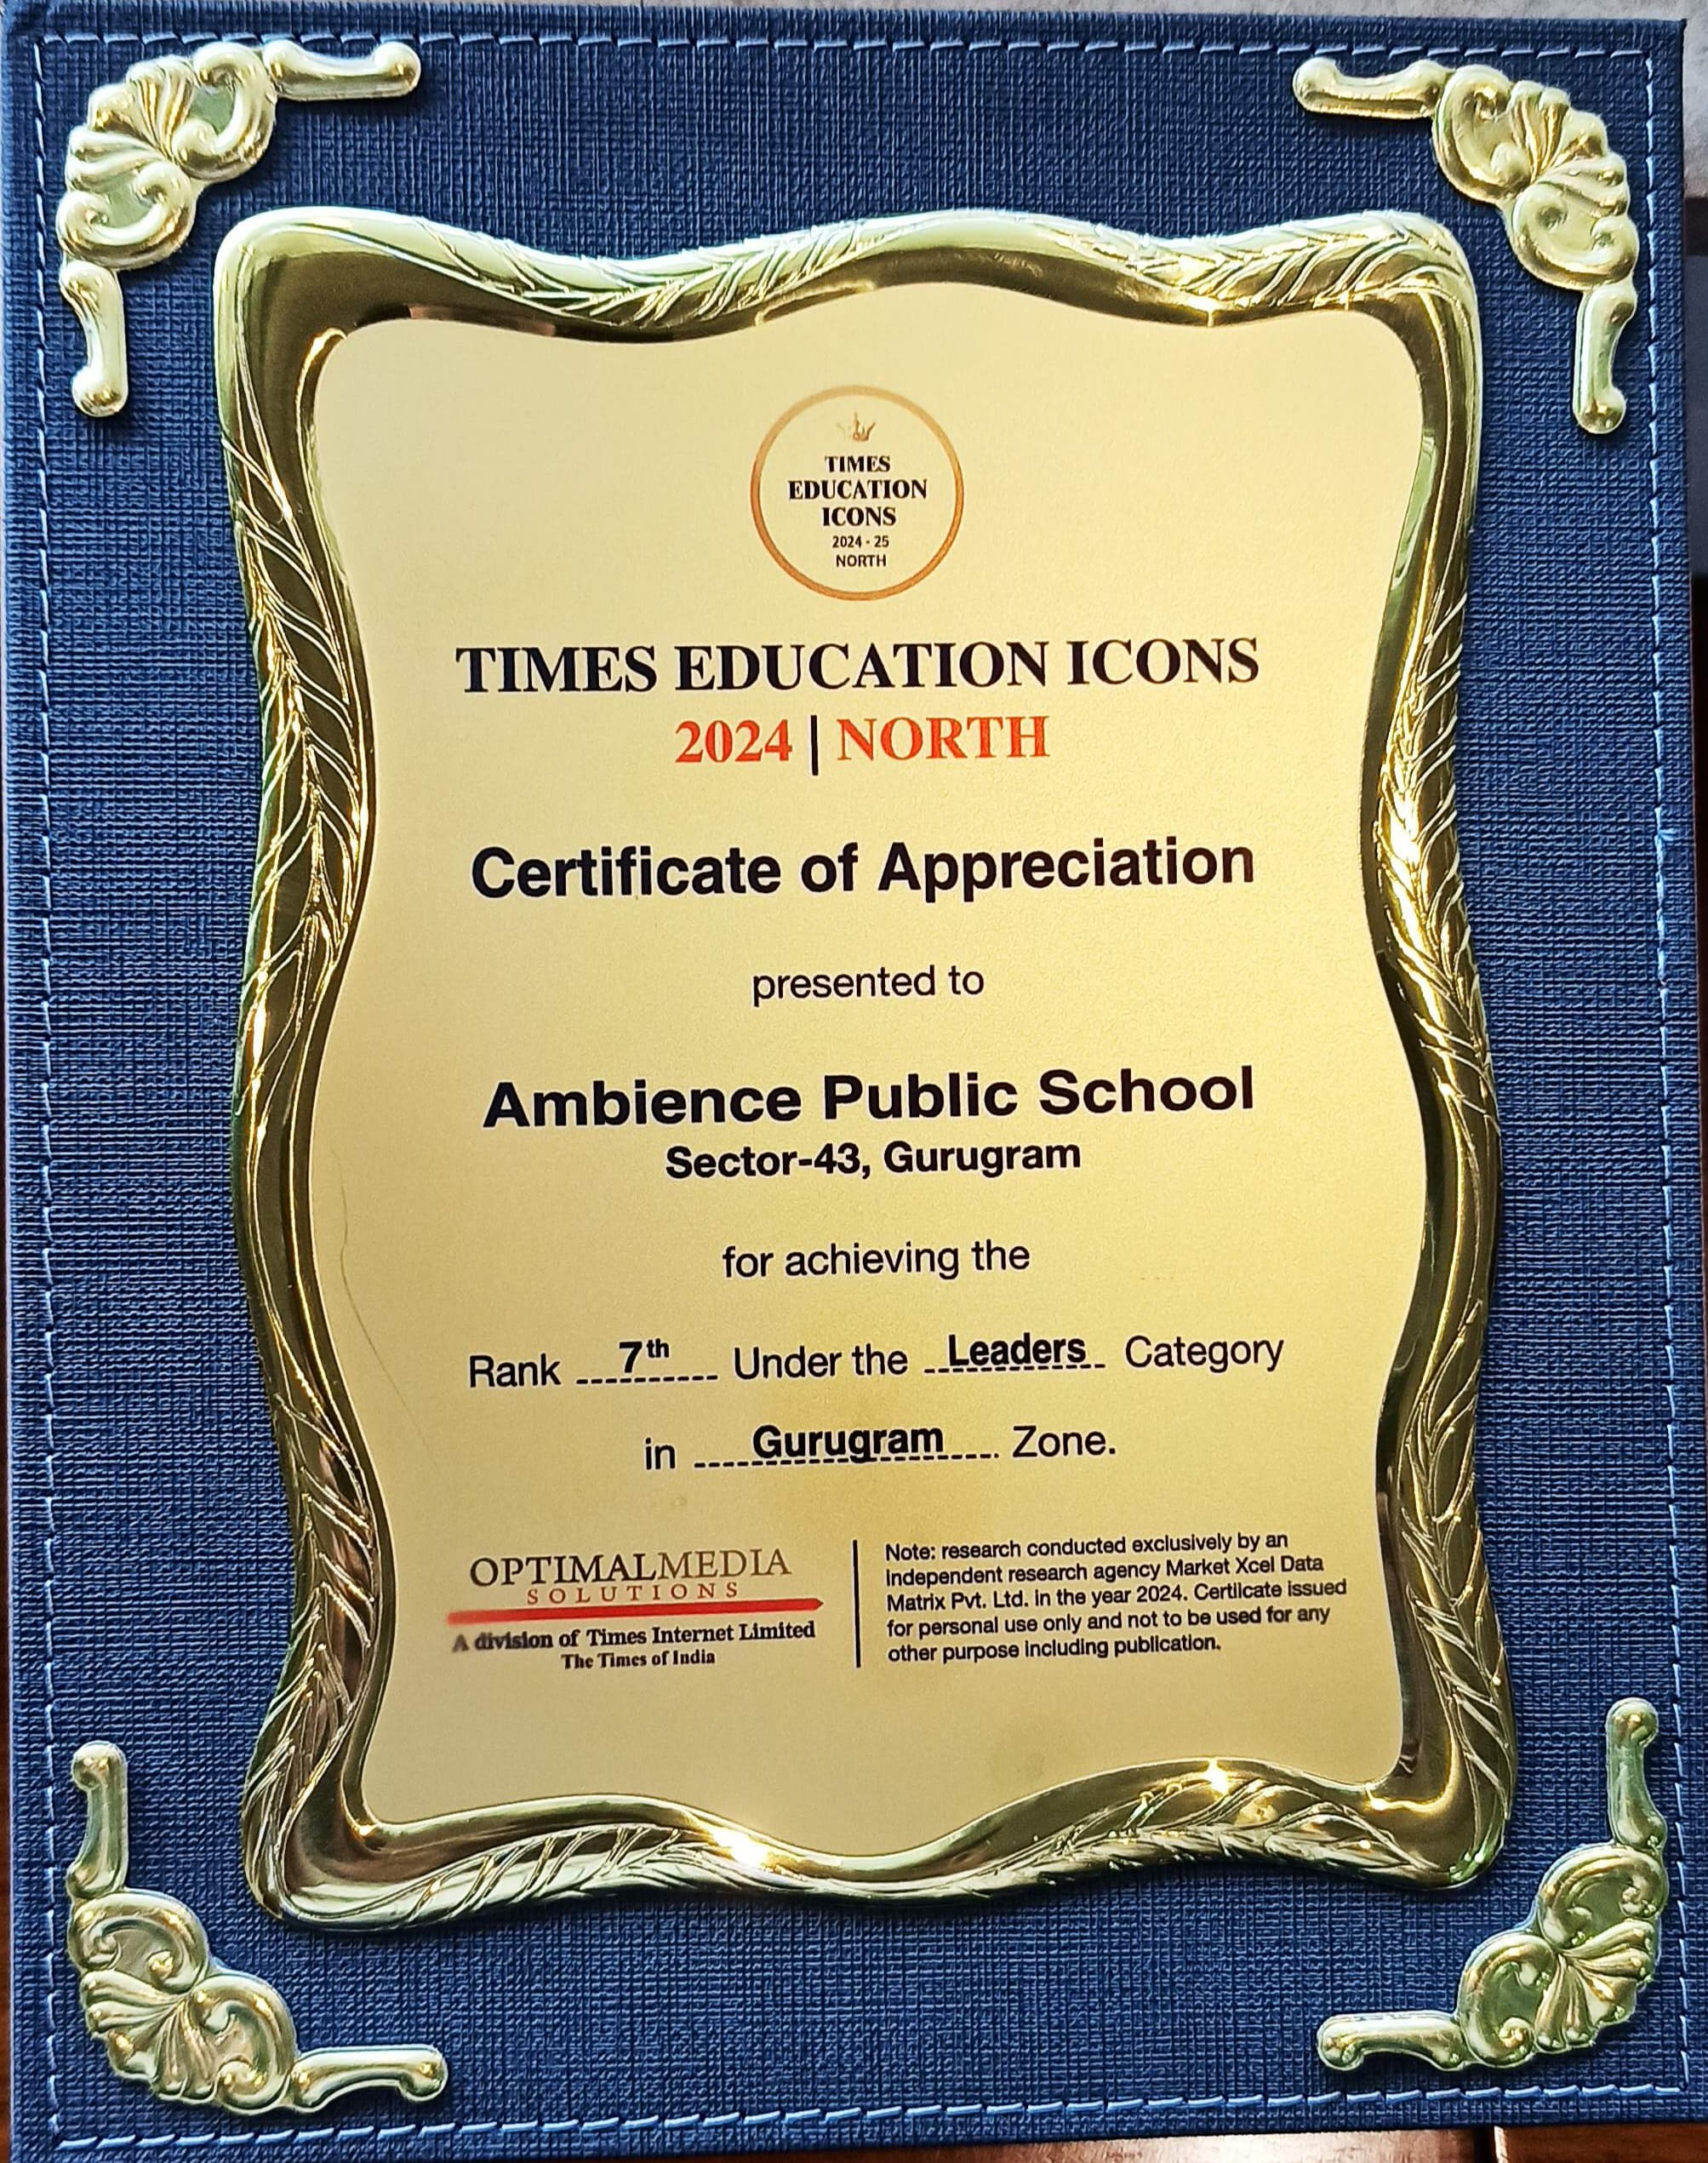 TIMES
EDUCATION
ICONS
2024 - 25
NORTH
TIMES EDUCATION ICONS
2024 | NORTH
Certificate of Appreciation
presented to
Ambience Public School
Sector-43, Gurugram
for achieving the
Rank 7th Under the Leaders Category
in Gurugram Zone.
OPTIMALMEDIA
SOLUTIONS
A division of Times Internet Limited
The Times of India
Note: research conducted exclusively by an
independent research agency Market Xcel Data
Matrix Pvt. Ltd. in the year 2024. Certiicate issued
for personal use only and not to be used for any
other purpose including publication.